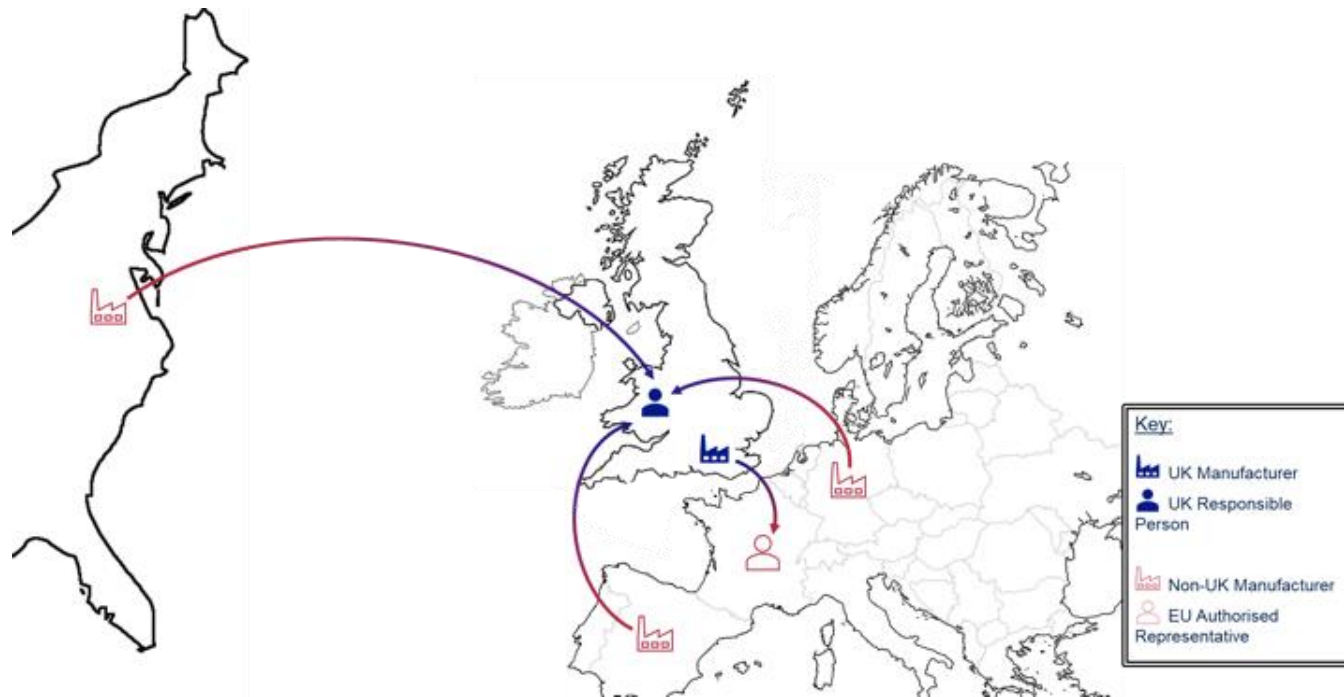 Key:
UK Manufacturer
UK Responsible
Person
Non-UK Manufacturer
EU Authorised
Representative